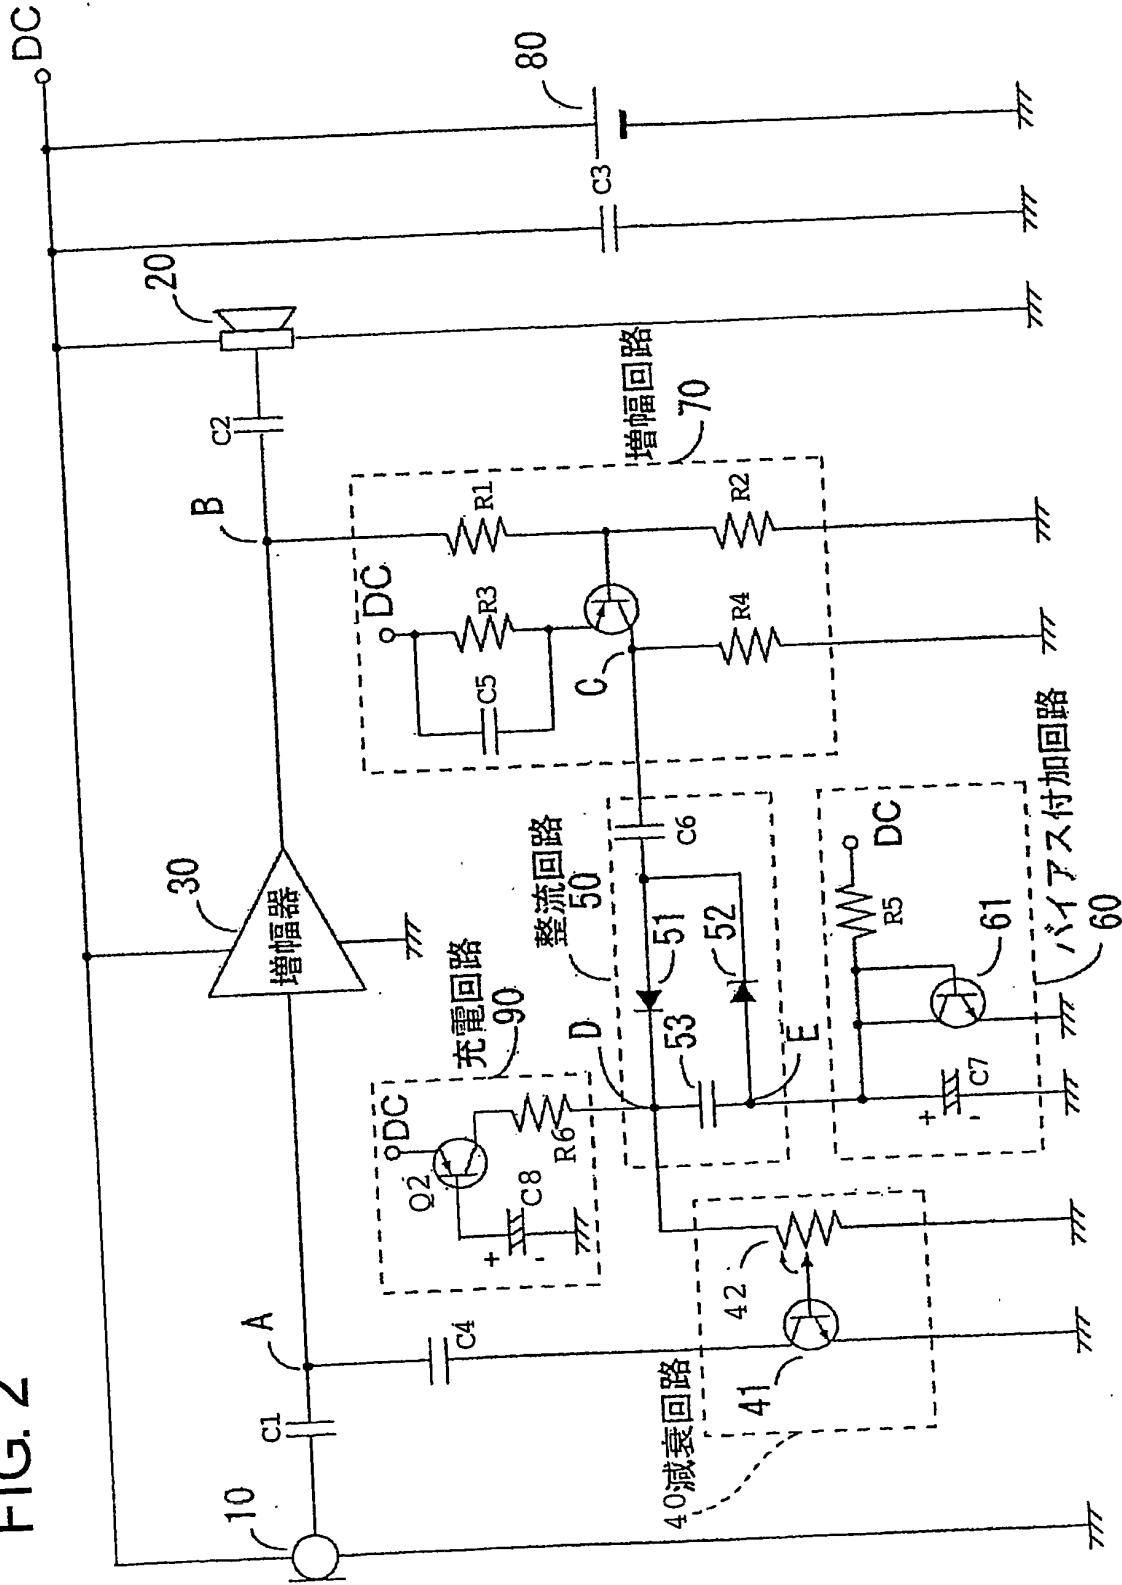 FIG. 2
DC
10
C1
A
30
増幅器
B
C2
20
C3
80
C4
40減衰回路
41
42
充電回路
90
DC
Q2
R6
C8
+
-
整流回路
50
D
51
52
53
E
C6
増幅回路
70
DC
R1
R2
R3
R4
C5
C
バイアス付加回路
60
61
DC
R5
C7
+
-